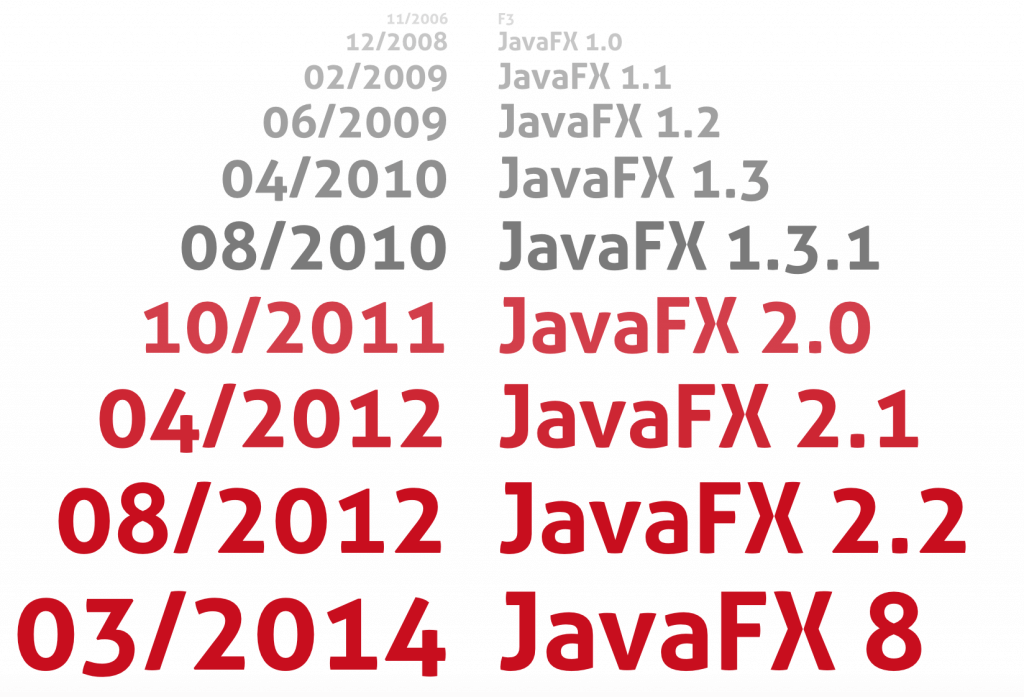 11/2006 F3
12/2008 JavaFX 1.0
02/2009 JavaFX 1.1
06/2009 JavaFX 1.2
04/2010 JavaFX 1.3
08/2010 JavaFX 1.3.1
10/2011 JavaFX 2.0
04/2012 JavaFX 2.1
08/2012 JavaFX 2.2
03/2014 JavaFX 8